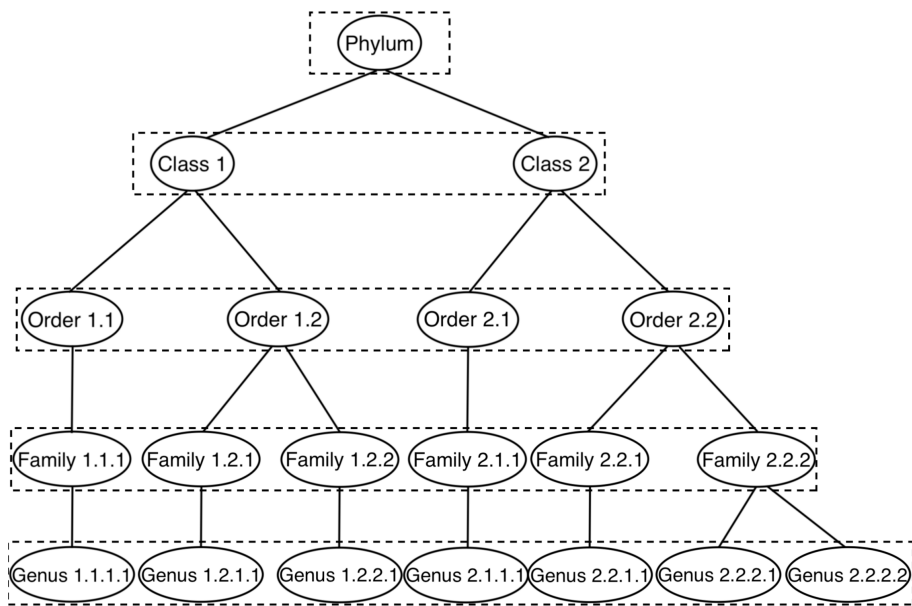 Phylum
Class 1 Class 2
Order 1.1 Order 1.2 Order 2.1 Order 2.2
Family 1.1.1 Family 1.2.1 Family 1.2.2 Family 2.1.1 Family 2.2.1 Family 2.2.2
Genus 1.1.1.1 Genus 1.2.1.1 Genus 1.2.2.1 Genus 2.1.1.1 Genus 2.2.1.1 Genus 2.2.2.1 Genus 2.2.2.2